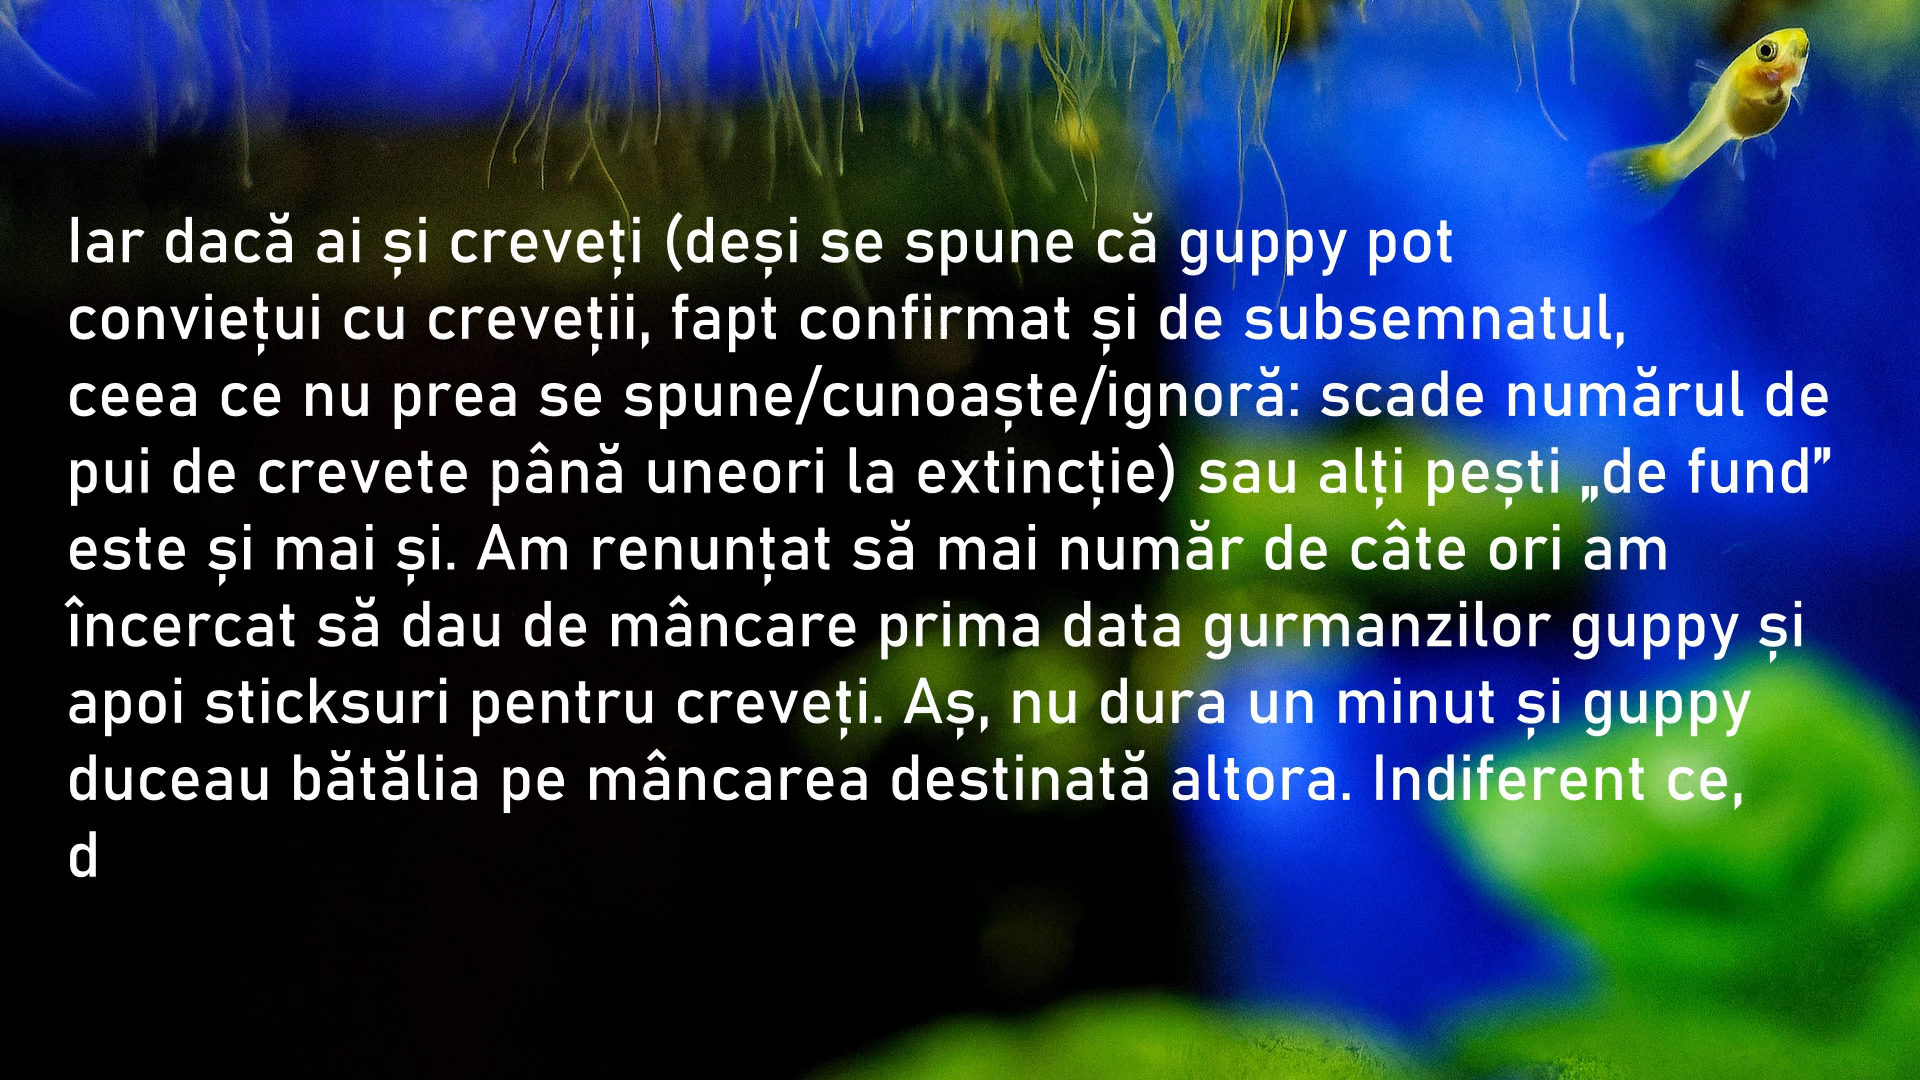 Iar dacă ai și creveți (deși se spune că guppy pot
conviețui cu creveții, fapt confirmat și de subsemnatul,
ceea ce nu prea se spune/cunoaște/ignoră: scade numărul de
pui de crevete până uneori la extincție) sau alți pești „de fund”
este și mai și. Am renunțat să mai număr de câte ori am
încercat să dau de mâncare prima data gurmanzilor guppy și
apoi sticksuri pentru creveți. Aș, nu dura un minut și guppy
duceau bătălia pe mâncarea destinată altora. Indiferent ce,
d